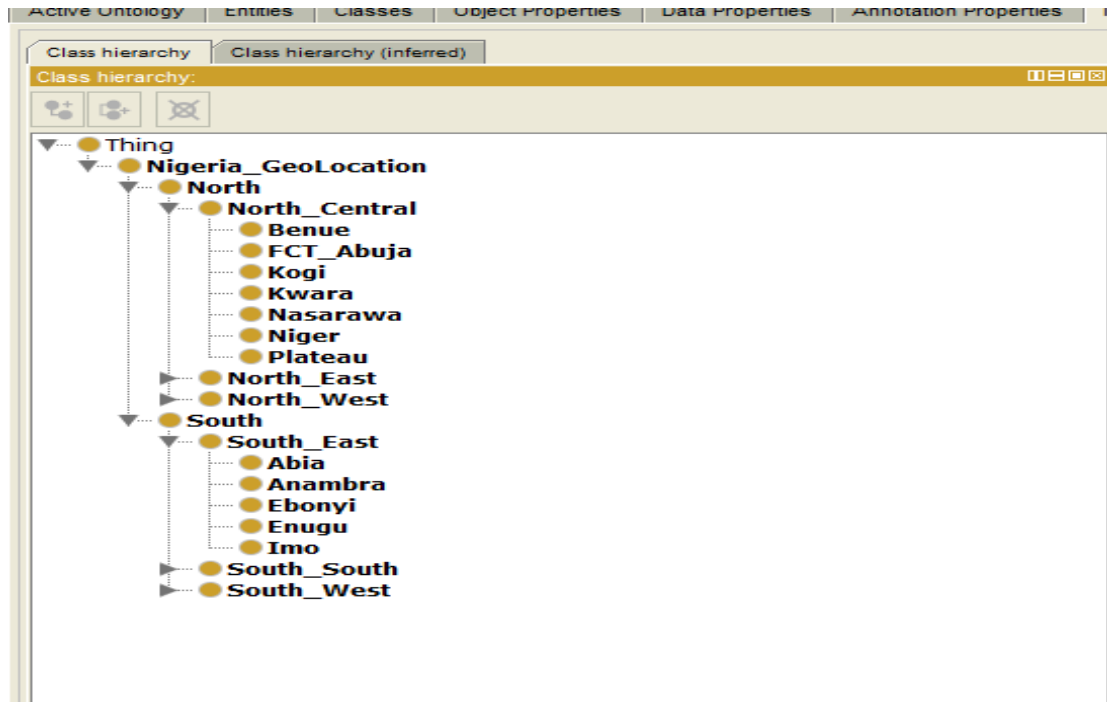 Active Ontology Entities Classes Object Properties Data Properties Annotation Properties
Class hierarchy Class hierarchy (inferred)
Class hierarchy:
Thing
Nigeria_GeoLocation
North
North_Central
Benue
FCT_Abuja
Kogi
Kwara
Nasarawa
Niger
Plateau
North_East
North_West
South
South_East
Abia
Anambra
Ebonyi
Enugu
Imo
South_South
South_West